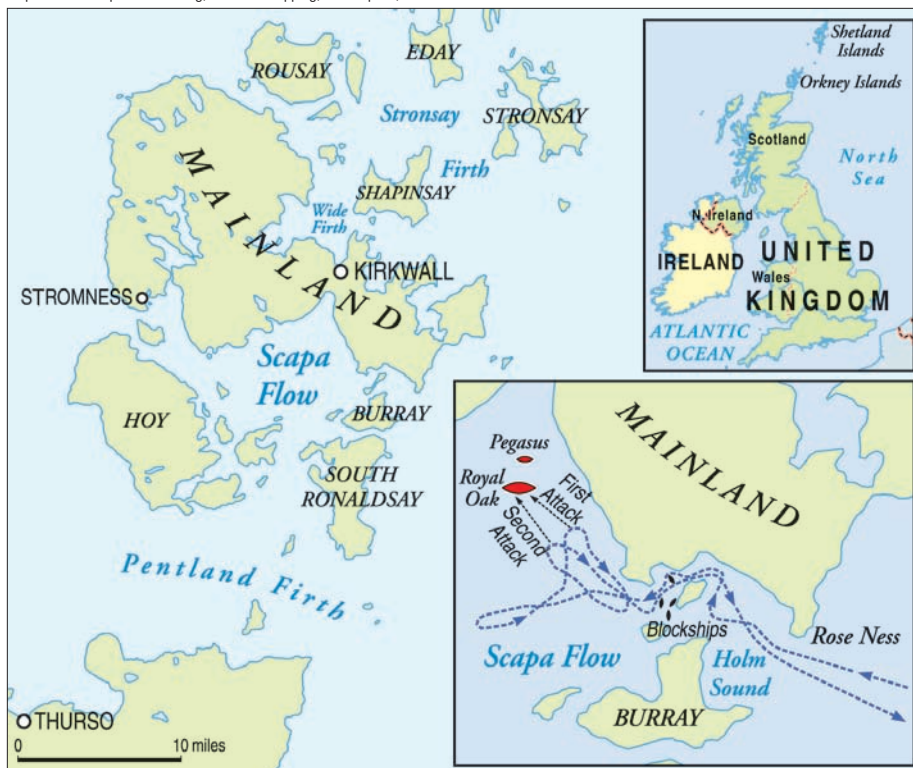 ROUSAY
EDAY
Stronsay
Firth
STRONSAY
SHAPINSAY
Wide
Firth
MAINLAND
KIRKWALL
STROMNESS
Scapa
Flow
HOY
BURRAY
SOUTH
RONALDSAY
Pentland Firth
THURSO
0 10 miles
Shetland
Islands
Orkney Islands
Scotland
North
Sea
N. Ireland
IRELAND
UNITED
KINGDOM
Wales
ATLANTIC
OCEAN
MAINLAND
Pegasus
Royal
Oak
First
Attack
Second
Attack
Blockships
Rose Ness
Scapa Flow
Holm
Sound
BURRAY